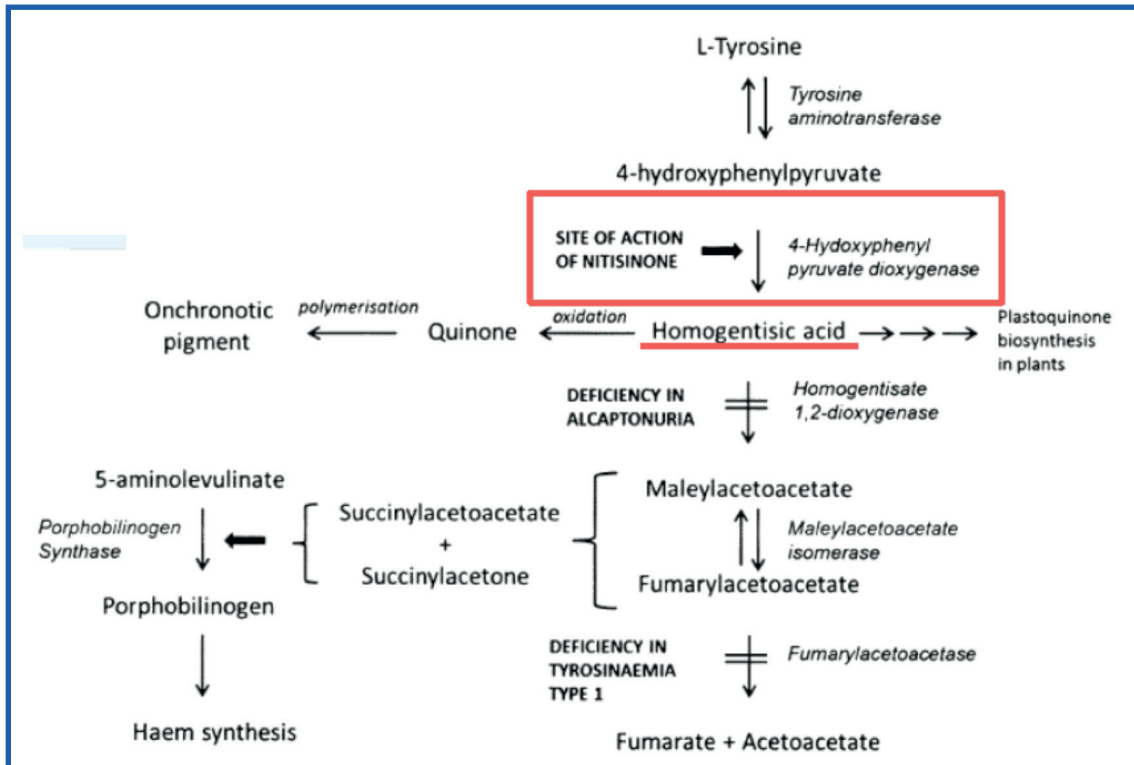 L-Tyrosine
Tyrosine
aminotransferase
4-hydroxyphenylpyruvate
SITE OF ACTION
OF NITISINONE
4-Hydoxyphenyl
pyruvate dioxygenase
Onchronotic
pigment
polymerisation
Quinone
oxidation
Homogentisic acid
Plastoquinone
biosynthesis
in plants
DEFICIENCY IN
ALCAPTONURIA
Homogentisate
1,2-dioxygenase
5-aminolevulinate
Porphobilinogen
Synthase
Succinylacetoacetate
+
Succinylacetone
Maleylacetoacetate
Maleylacetoacetate
isomerase
Fumarylacetoacetate
Porphobilinogen
DEFICIENCY IN
TYROSINAEMIA
TYPE 1
Fumarylacetoacetase
Haem synthesis
Fumarate + Acetoacetate